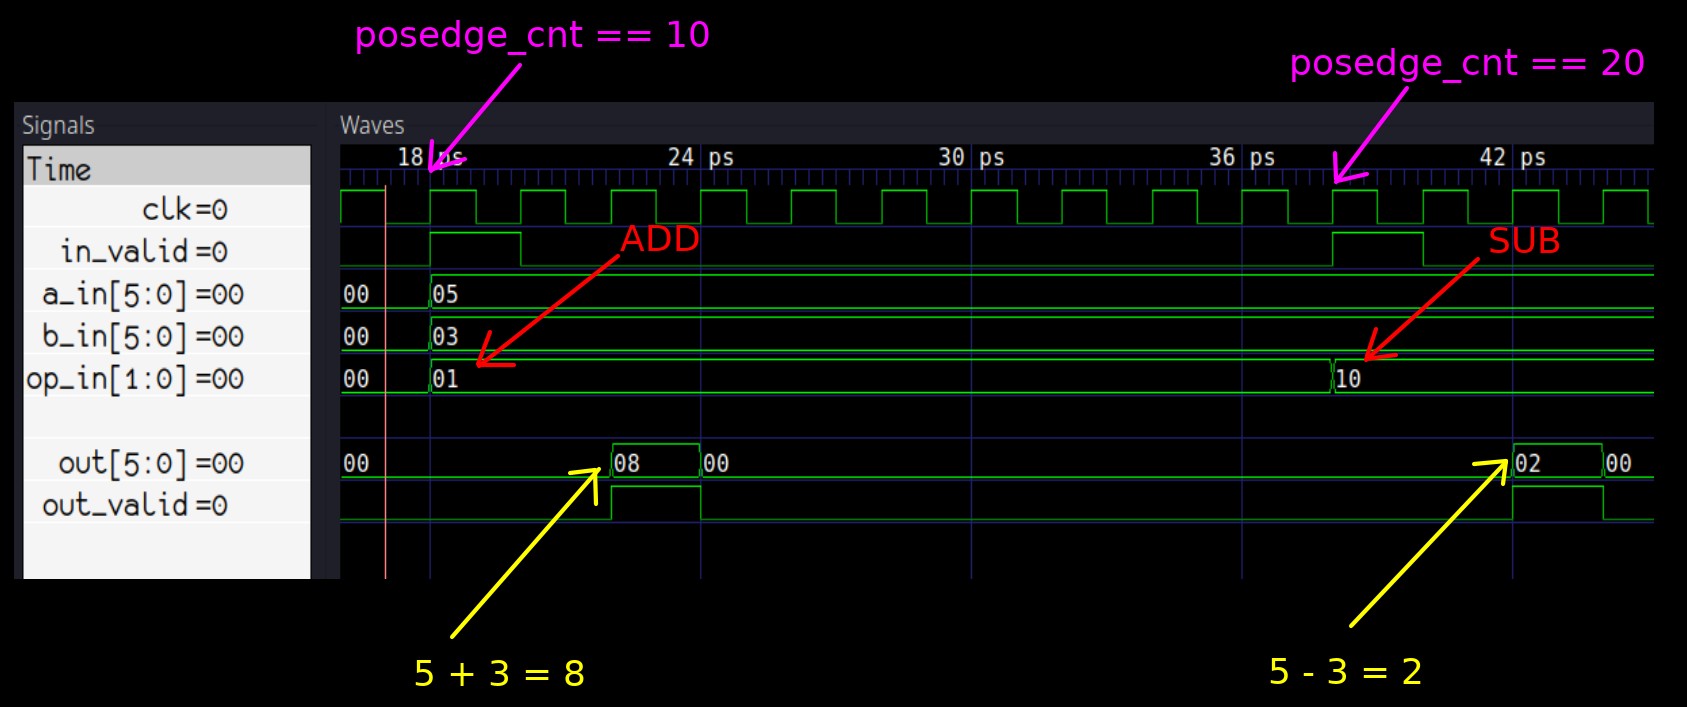 posedge_cnt == 10
posedge_cnt == 20
Signals
Waves
Time
18 ps
24 ps
30 ps
36 ps
42 ps
clk=0
in_valid=0
ADD
SUB
a_in[5:0]=00
00
05
b_in[5:0]=00
00
03
op_in[1:0]=00
00
01
10
out[5:0]=00
00
08
00
02
00
out_valid=0
5 + 3 = 8
5 - 3 = 2